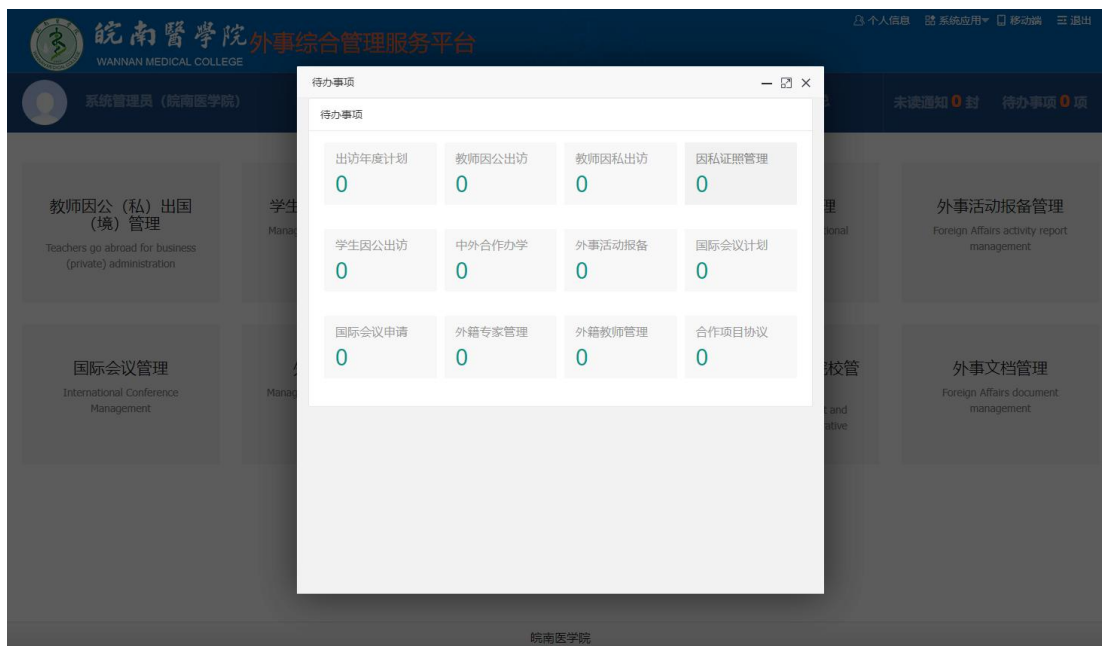 皖南醫學院
WANNAN MEDICAL COLLEGE
外事综合管理服务平台
个人信息 系统应用 移动端 退出
系统管理员（皖南医学院）
未读通知 0 封 待办事项 0 项
待办事项
待办事项
出访年度计划 教师因公出访 教师因私出访 因私证照管理
0 0 0 0
学生因公出访 中外合作办学 外事活动报备 国际会议计划
0 0 0 0
国际会议申请 外籍专家管理 外籍教师管理 合作项目协议
0 0 0 0
教师因公（私）出国
（境）管理
Teachers go abroad for business
(private) administration
学生
理
外事活动报备管理
Foreign Affairs activity report
management
国际会议管理
International Conference
Management
校管
and
外事文档管理
Foreign Affairs document
management
皖南医学院